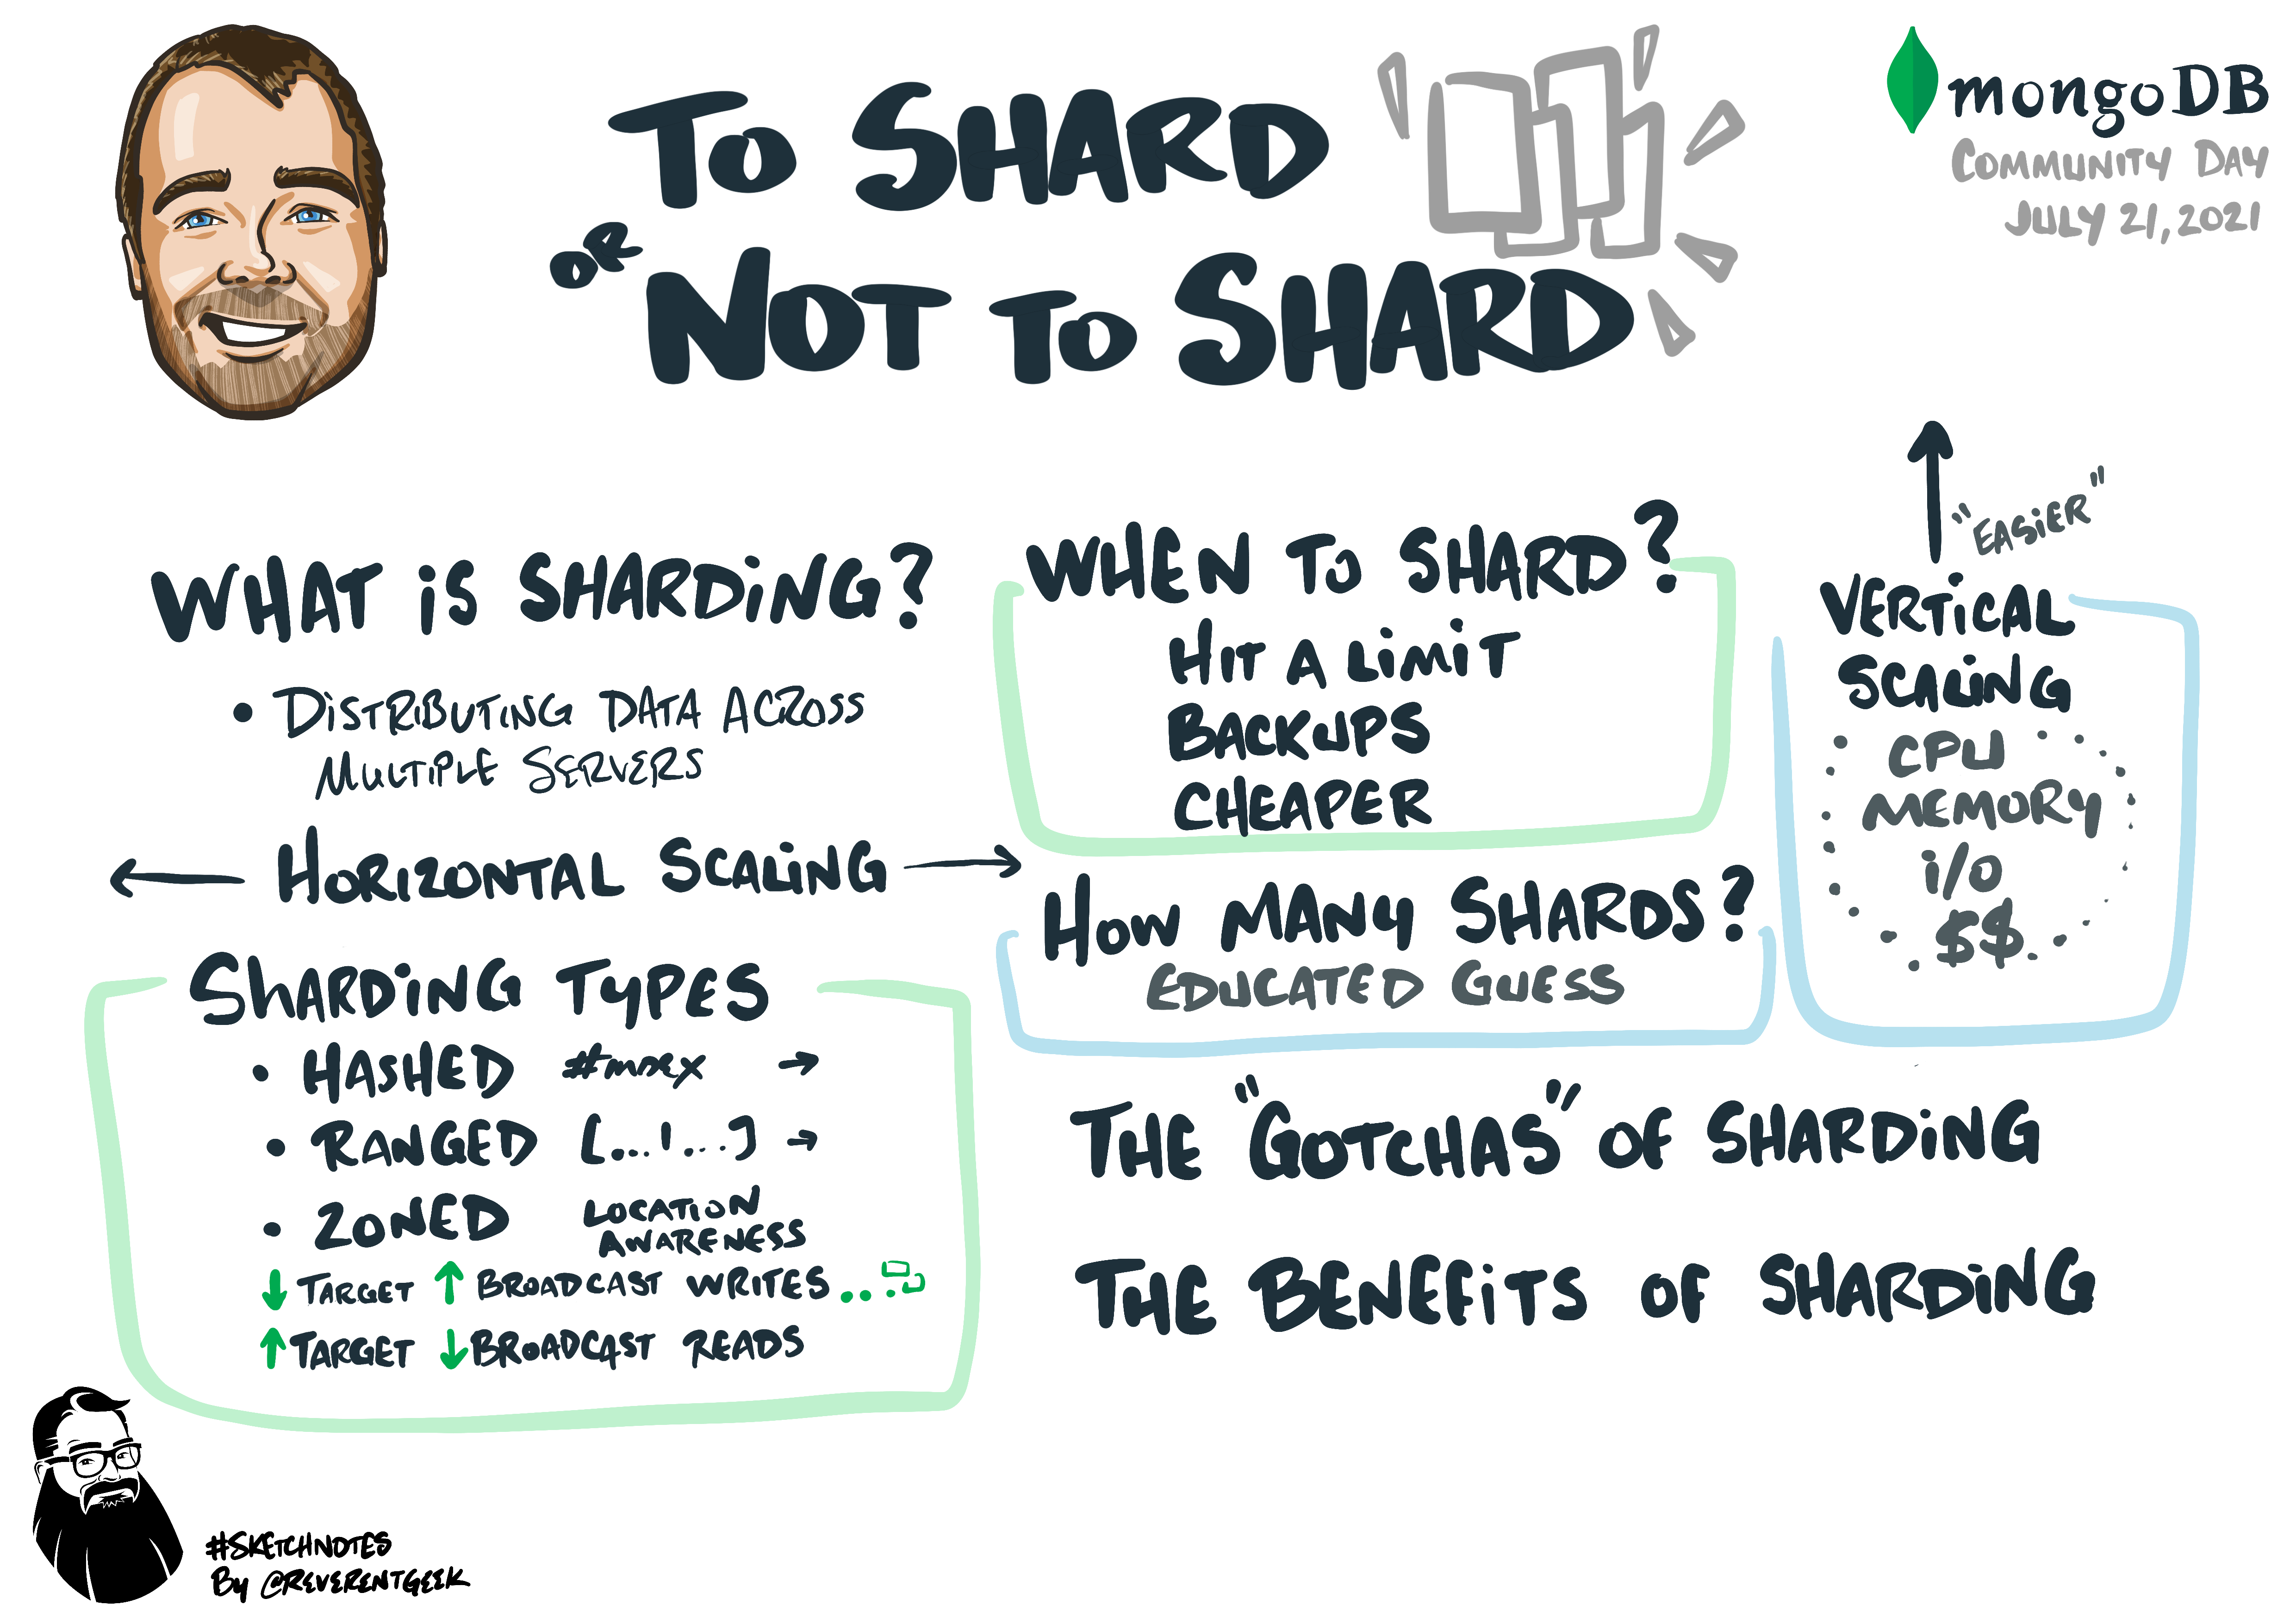 To SHARD
OR NOT TO SHARD
mongoDB
COMMUNITY DAY
JULY 21, 2021
WHAT iS SHARDiNG?
• DiSTRIBUTING DATA ACROSS
MULTIPLE SERVERS
HORIZONTAL SCALiNG
SHARDiNG TYPES
• HASHED #INDEX →
• RANGED [...|...] →
• ZONED LOCATION
AWARENESS
↓ TARGET ↑ BROADCAST WRITES...
↑ TARGET ↓ BROADCAST READS
WHEN TO SHARD?
HIT A LiMiT
BACKUPS
CHEAPER
HOW MANY SHARDS?
EDUCATED GUESS
"EASiER"
VERTiCAL
SCALiNG
CPU
MEMORY
i/o
$$
THE "GOTCHAS" OF SHARDiNG
THE BENEFiTS OF SHARDiNG
#SKETCHNOTES
By @REVERENTGEEK